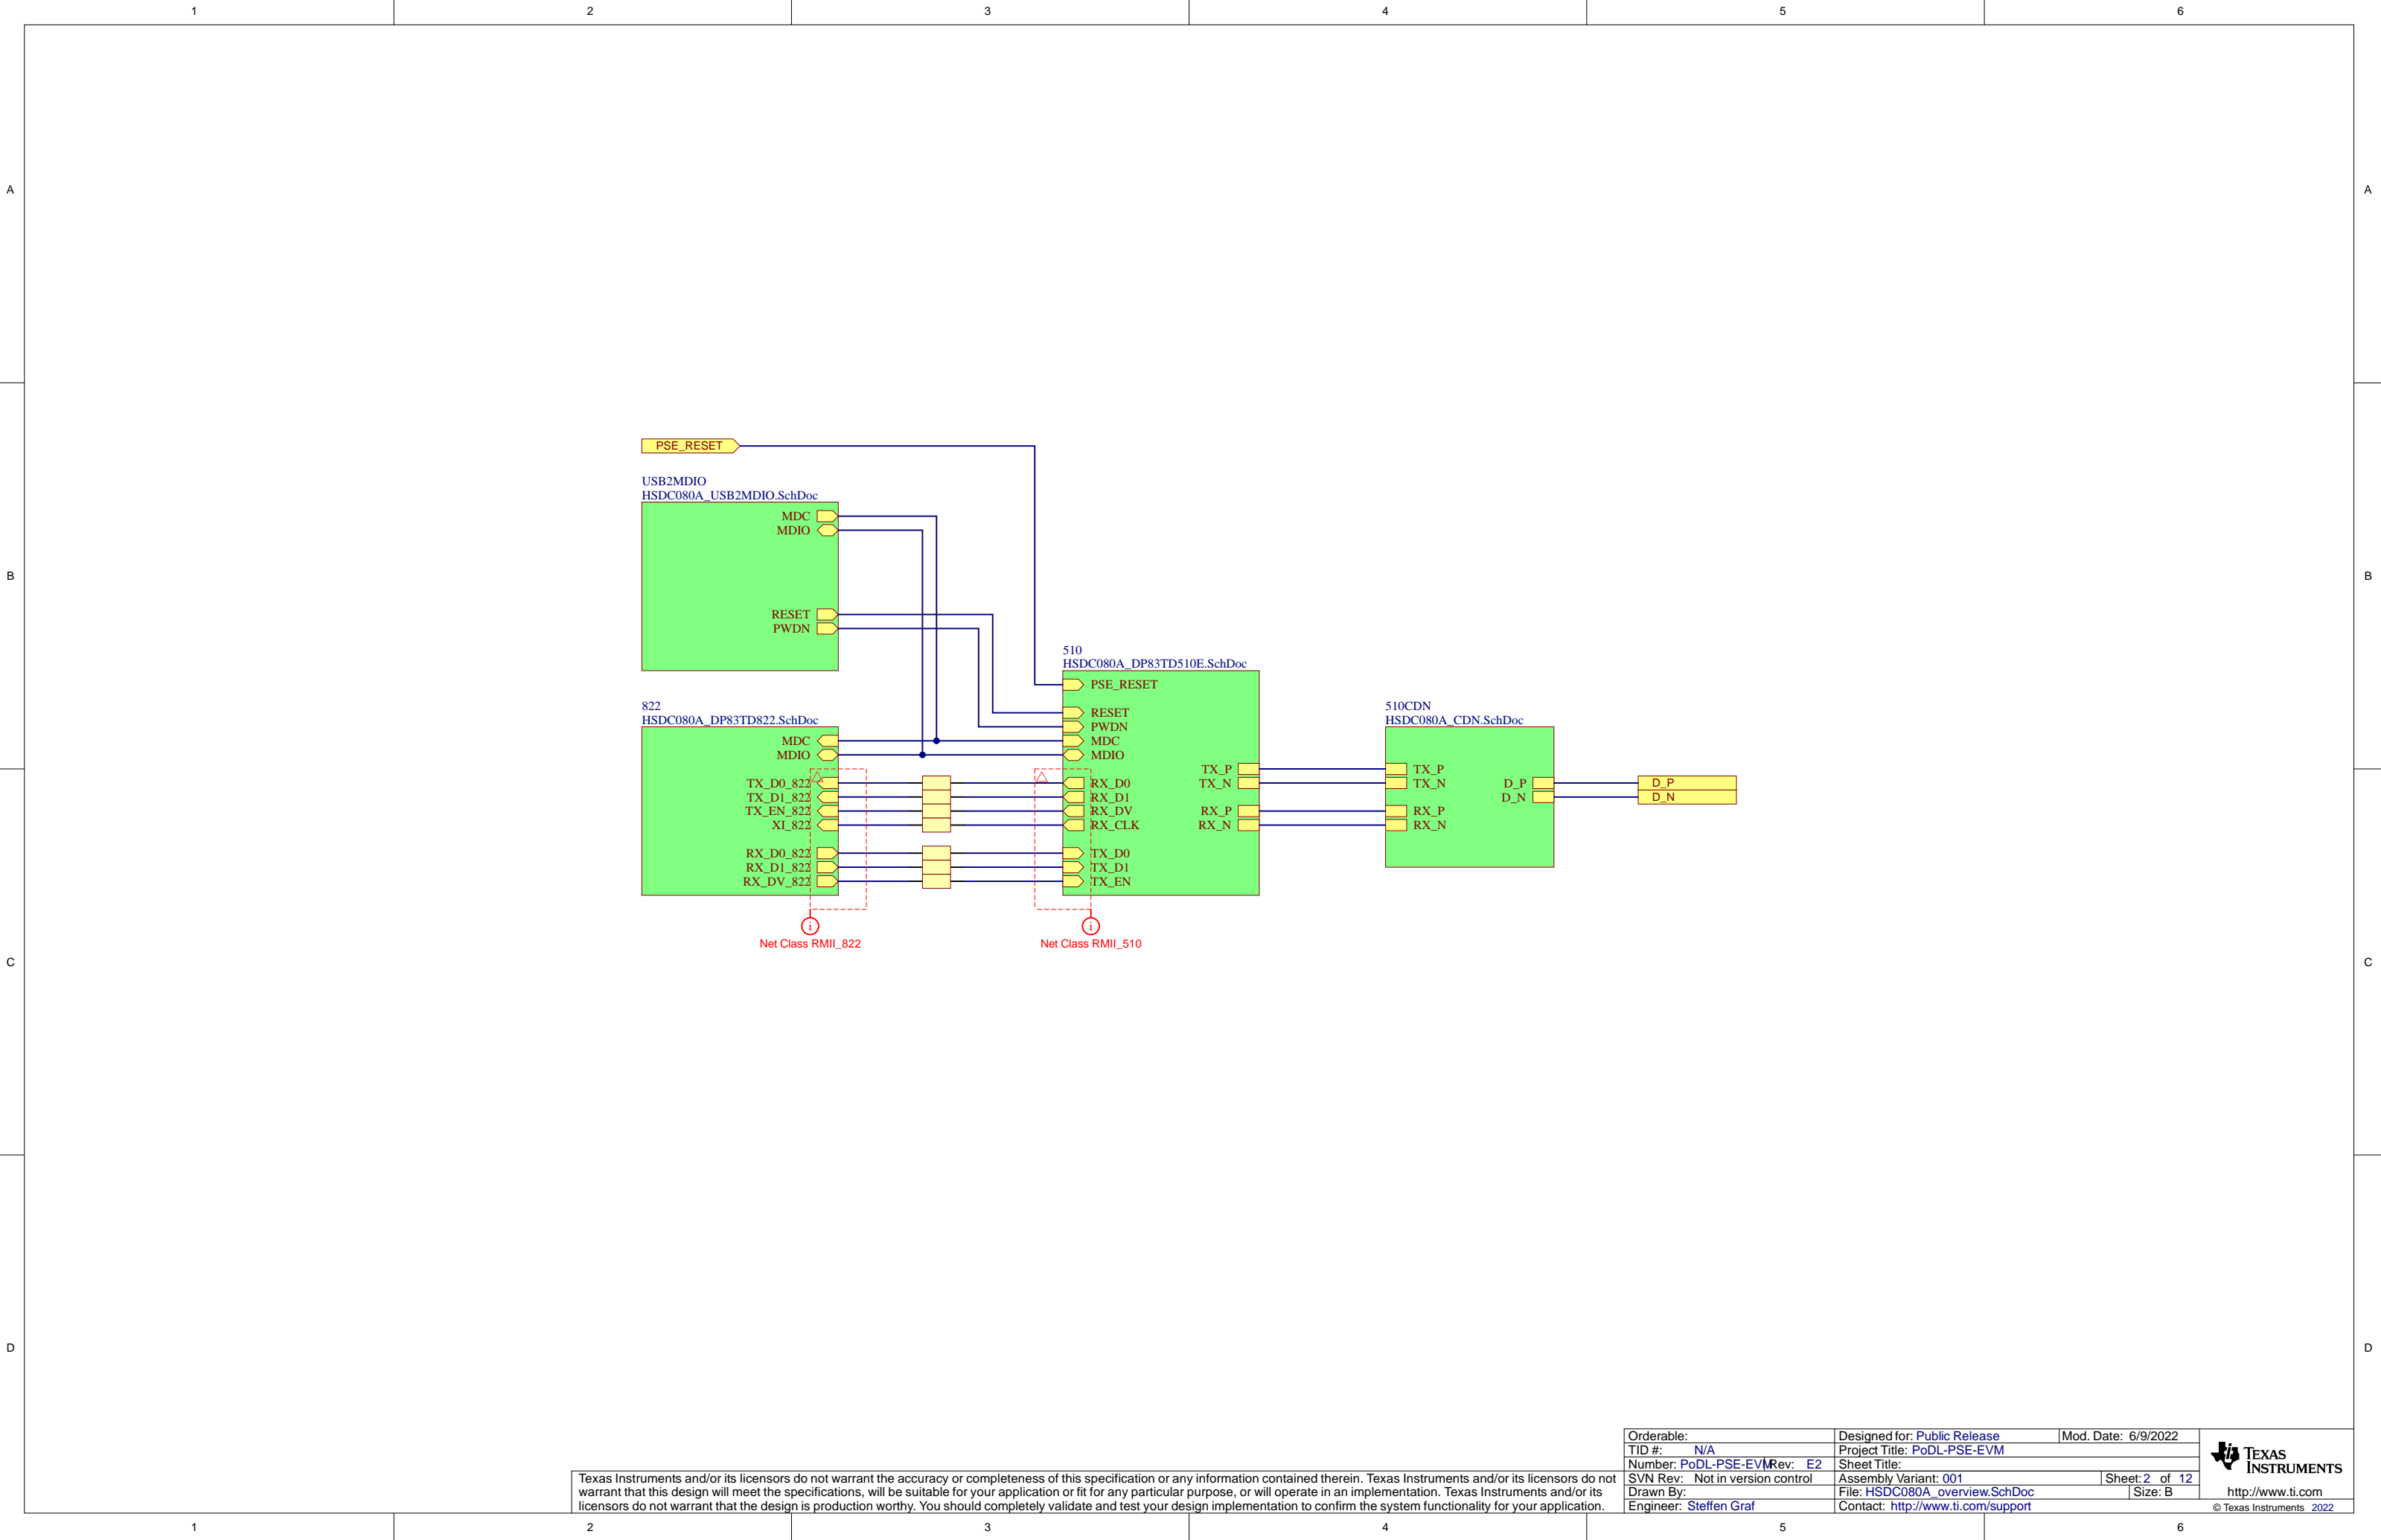 1 2 3 4 5 6
A A
PSE_RESET
USB2MDIO
HSDC080A_USB2MDIO.SchDoc
MDC
MDIO
B B
RESET
PWDN
510
HSDC080A_DP83TD510E.SchDoc
PSE_RESET
822
HSDC080A_DP83TD822.SchDoc
RESET
PWDN
MDC
MDIO
MDC
MDIO
510CDN
HSDC080A_CDN.SchDoc
TX_D0_822
TX_D1_822
TX_EN_822
XI_822
RX_D0_822
RX_D1_822
RX_DV_822
RX_D0
RX_D1
RX_DV
RX_CLK
TX_D0
TX_D1
TX_EN
TX_P
TX_N
RX_P
RX_N
TX_P
TX_N
RX_P
RX_N
D_P
D_N
D_P
D_N
i i
Net Class RMII_822
Net Class RMII_510
C C
D D
Texas Instruments and/or its licensors do not warrant the accuracy or completeness of this specification or any information contained therein. Texas Instruments and/or its licensors do not
warrant that this design will meet the specifications, will be suitable for your application or fit for any particular purpose, or will operate in an implementation. Texas Instruments and/or its
licensors do not warrant that the design is production worthy. You should completely validate and test your design implementation to confirm the system functionality for your application.
Orderable: Designed for: Public Release Mod. Date: 6/9/2022
TID #: N/A Project Title: PoDL-PSE-EVM
Number: PoDL-PSE-EVM Rev: E2 Sheet Title:
SVN Rev: Not in version control Assembly Variant: 001 Sheet: 2 of 12
Drawn By: File: HSDC080A_overview.SchDoc Size: B
Engineer: Steffen Graf Contact: http://www.ti.com/support
TEXAS
INSTRUMENTS
http://www.ti.com
© Texas Instruments 2022
1 2 3 4 5 6